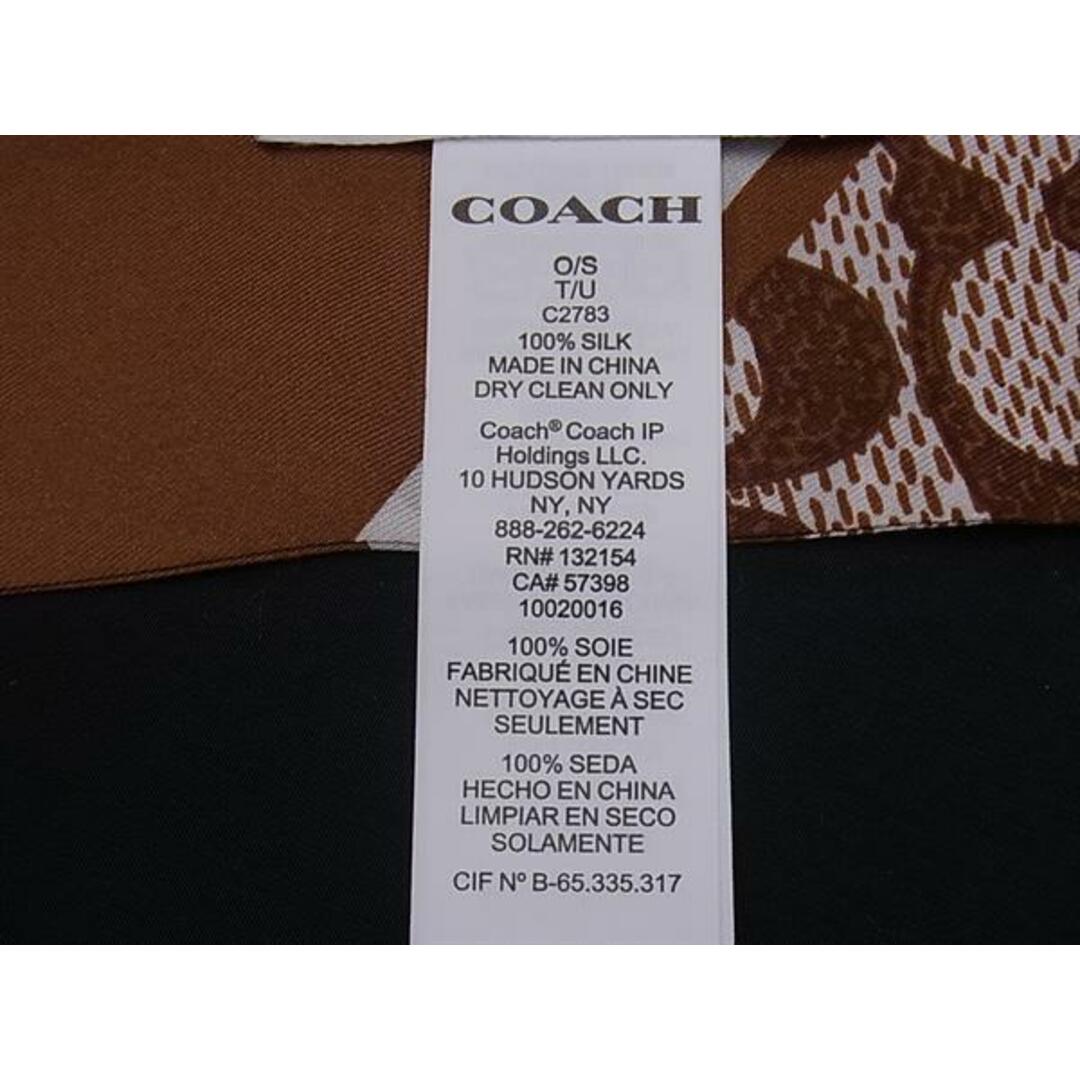 COACH
O/S
T/U
C2783
100% SILK
MADE IN CHINA
DRY CLEAN ONLY
Coach® Coach IP
Holdings LLC.
10 HUDSON YARDS
NY, NY
888-262-6224
RN# 132154
CA# 57398
10020016
100% SOIE
FABRIQUÉ EN CHINE
NETTOYAGE À SEC
SEULEMENT
100% SEDA
HECHO EN CHINA
LIMPIAR EN SECO
SOLAMENTE
CIF Nº B-65.335.317